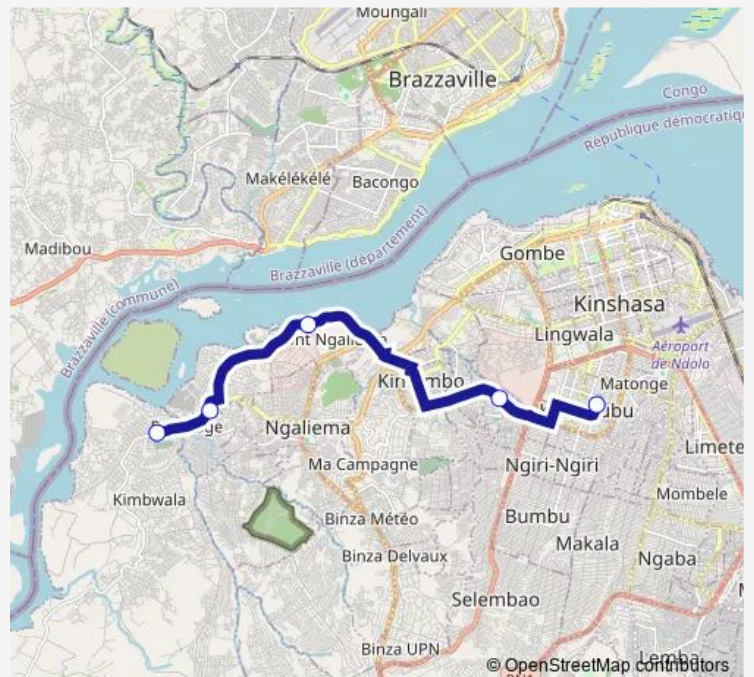 Moungali
Brazzaville
Congo
République démocratiq
Makélékélé
Bacongo
Madibou
Brazzaville (département)
Brazzaville (commune)
Gombe
Kinshasa
Lingwala
Aéroport
de Ndolo
Matonge
Ngaliema
Ma Campagne
Ngiri-Ngiri
Limete
Kimbwala
Mombele
Binza Météo
Bumbu
Makala
Binza Delvaux
Ngaba
Selembao
Binza UPN
Lemba
© OpenStreetMap contributors